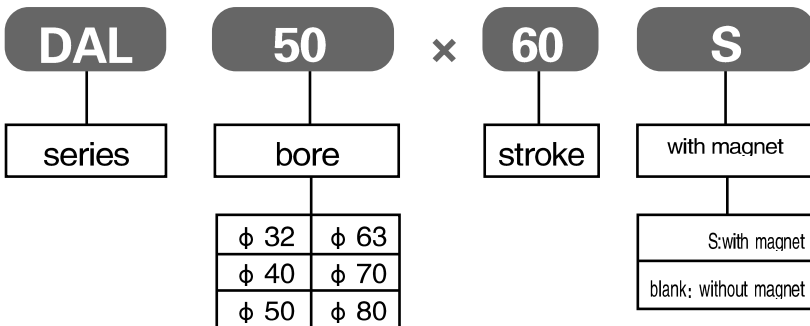 DAL 50 × 60 S
series bore stroke with magnet
ϕ 32 ϕ 63 S:with magnet
ϕ 40 ϕ 70 blank: without magnet
ϕ 50 ϕ 80